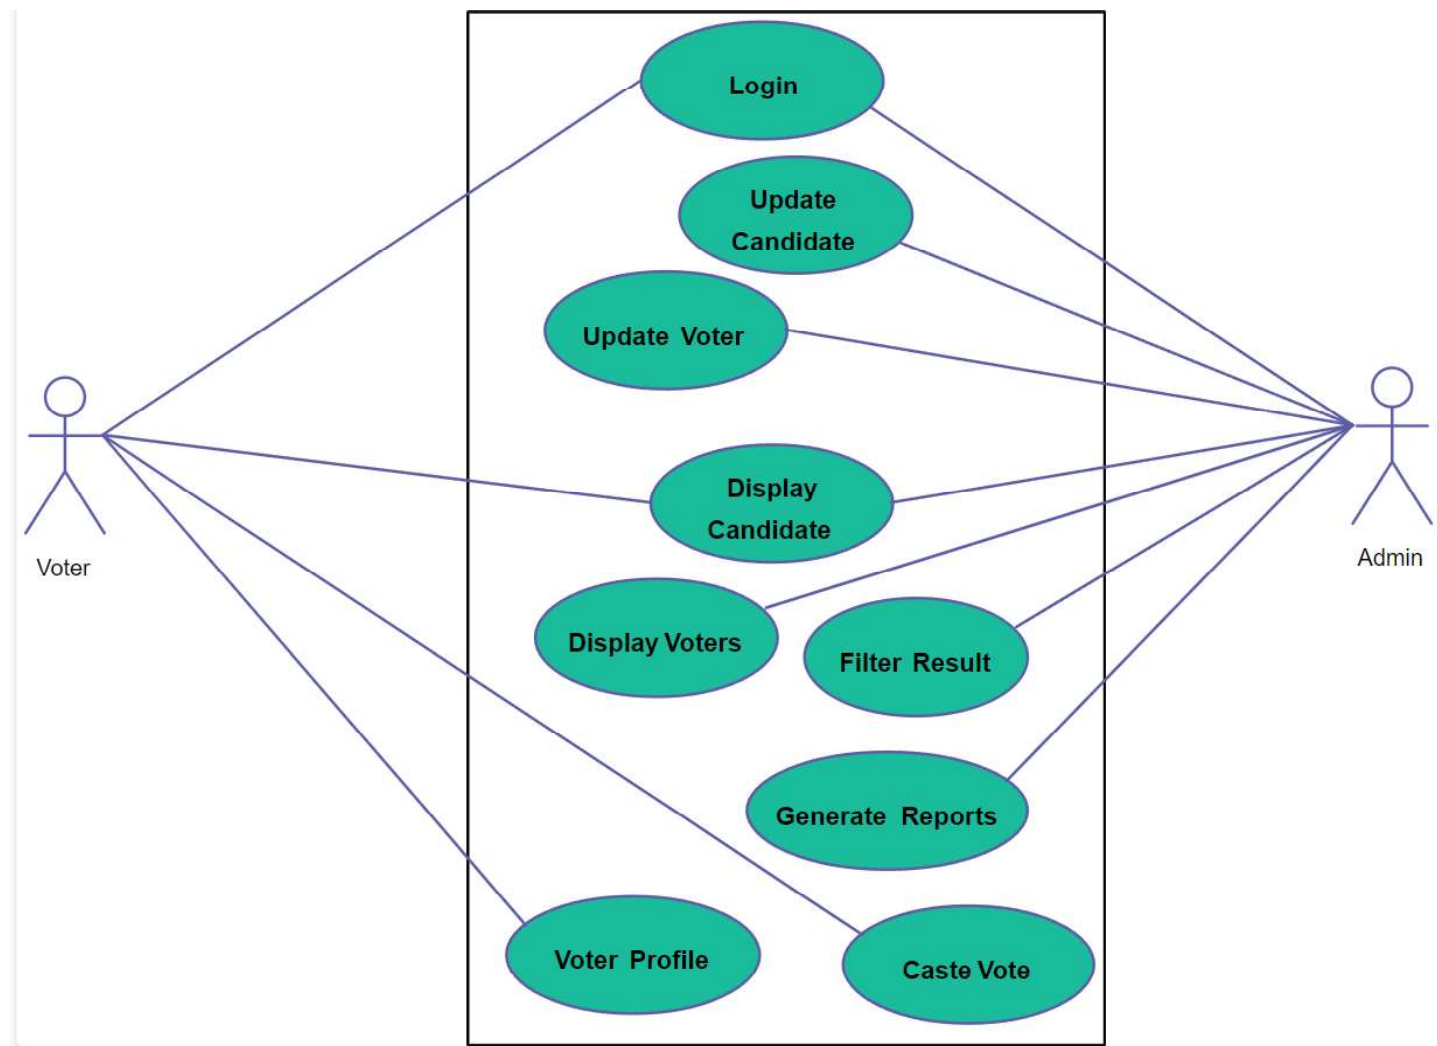 Login
Update
Candidate
Update Voter
Voter
Display
Candidate
Admin
Display Voters
Filter Result
Generate Reports
Voter Profile
Caste Vote